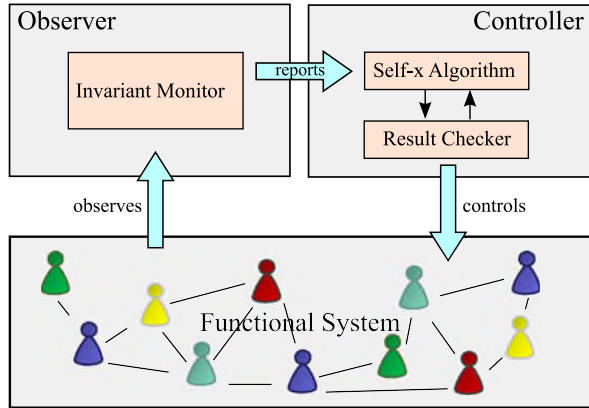 Observer
Controller
Invariant Monitor
reports
Self-x Algorithm
Result Checker
observes
controls
Functional System